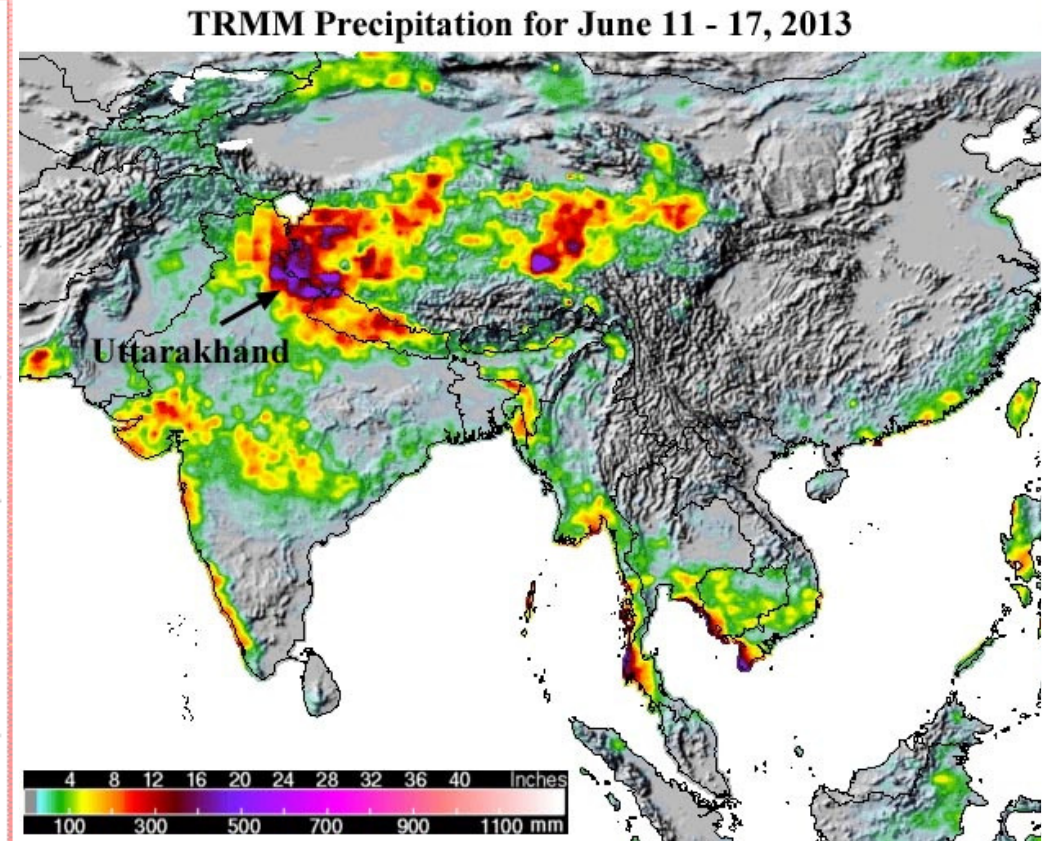 TRMM Precipitation for June 11 - 17, 2013
Uttarakhand
4 8 12 16 20 24 28 32 36 40 Inches
100 300 500 700 900 1100 mm